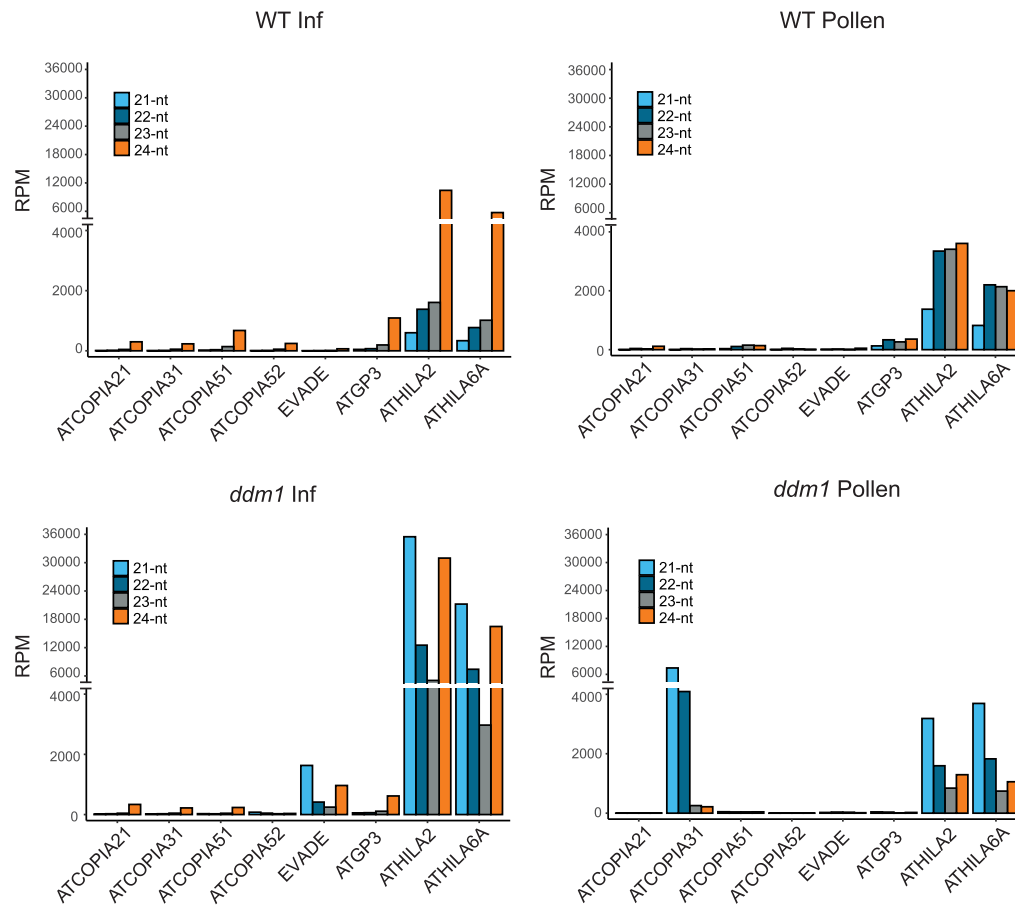 WT Inf
36000
30000
24000
18000
12000
6000
4000
2000
0
RPM
21-nt
22-nt
23-nt
24-nt
ATCOPIA21
ATCOPIA31
ATCOPIA51
ATCOPIA52
EVADE
ATGP3
ATHILA2
ATHILA6A
WT Pollen
36000
30000
24000
18000
12000
6000
4000
2000
0
RPM
21-nt
22-nt
23-nt
24-nt
ATCOPIA21
ATCOPIA31
ATCOPIA51
ATCOPIA52
EVADE
ATGP3
ATHILA2
ATHILA6A
ddm1 Inf
36000
30000
24000
18000
12000
6000
4000
2000
0
RPM
21-nt
22-nt
23-nt
24-nt
ATCOPIA21
ATCOPIA31
ATCOPIA51
ATCOPIA52
EVADE
ATGP3
ATHILA2
ATHILA6A
ddm1 Pollen
36000
30000
24000
18000
12000
6000
4000
2000
0
RPM
21-nt
22-nt
23-nt
24-nt
ATCOPIA21
ATCOPIA31
ATCOPIA51
ATCOPIA52
EVADE
ATGP3
ATHILA2
ATHILA6A